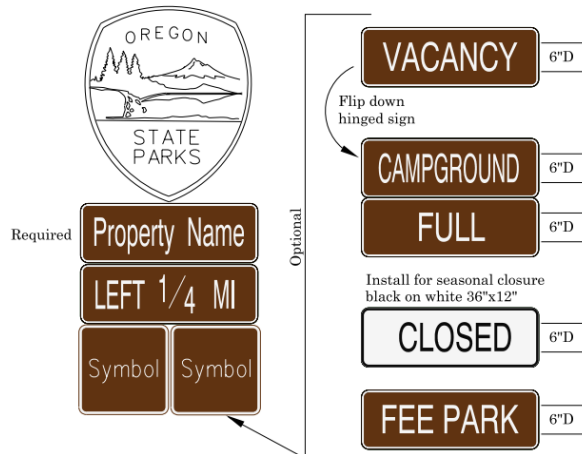 OREGON
STATE
PARKS
Required
Property Name
LEFT 1/4 MI
Symbol Symbol
Optional
VACANCY
6"D
Flip down
hinged sign
CAMPGROUND
6"D
FULL
6"D
Install for seasonal closure
black on white 36"x12"
CLOSED
6"D
FEE PARK
6"D